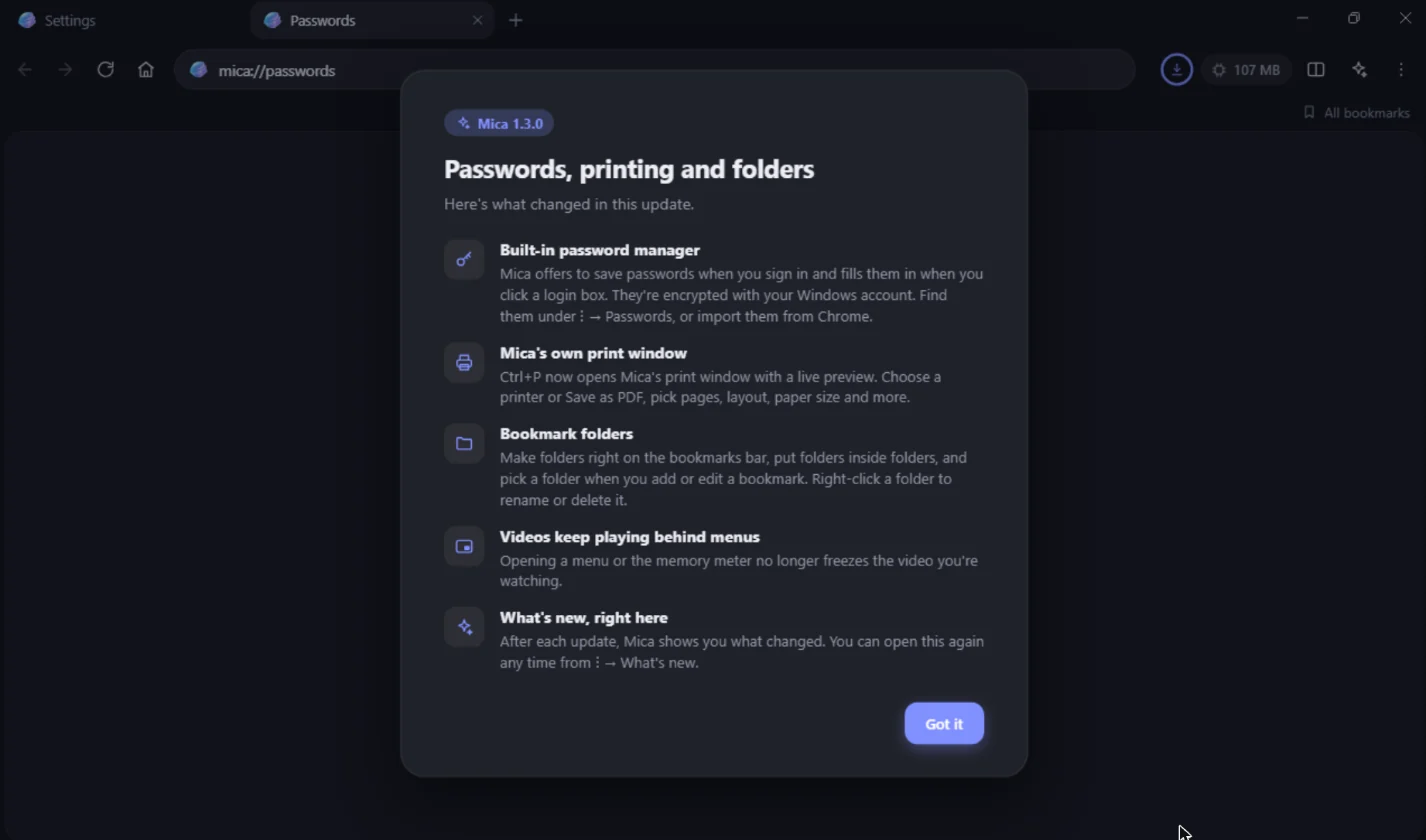 Settings
Passwords
mica://passwords
107 MB
All bookmarks
Mica 1.3.0
Passwords, printing and folders
Here's what changed in this update.
Built-in password manager
Mica offers to save passwords when you sign in and fills them in when you
click a login box. They're encrypted with your Windows account. Find
them under ⋮ → Passwords, or import them from Chrome.
Mica's own print window
Ctrl+P now opens Mica's print window with a live preview. Choose a
printer or Save as PDF, pick pages, layout, paper size and more.
Bookmark folders
Make folders right on the bookmarks bar, put folders inside folders, and
pick a folder when you add or edit a bookmark. Right-click a folder to
rename or delete it.
Videos keep playing behind menus
Opening a menu or the memory meter no longer freezes the video you're
watching.
What's new, right here
After each update, Mica shows you what changed. You can open this again
any time from ⋮ → What's new.
Got it